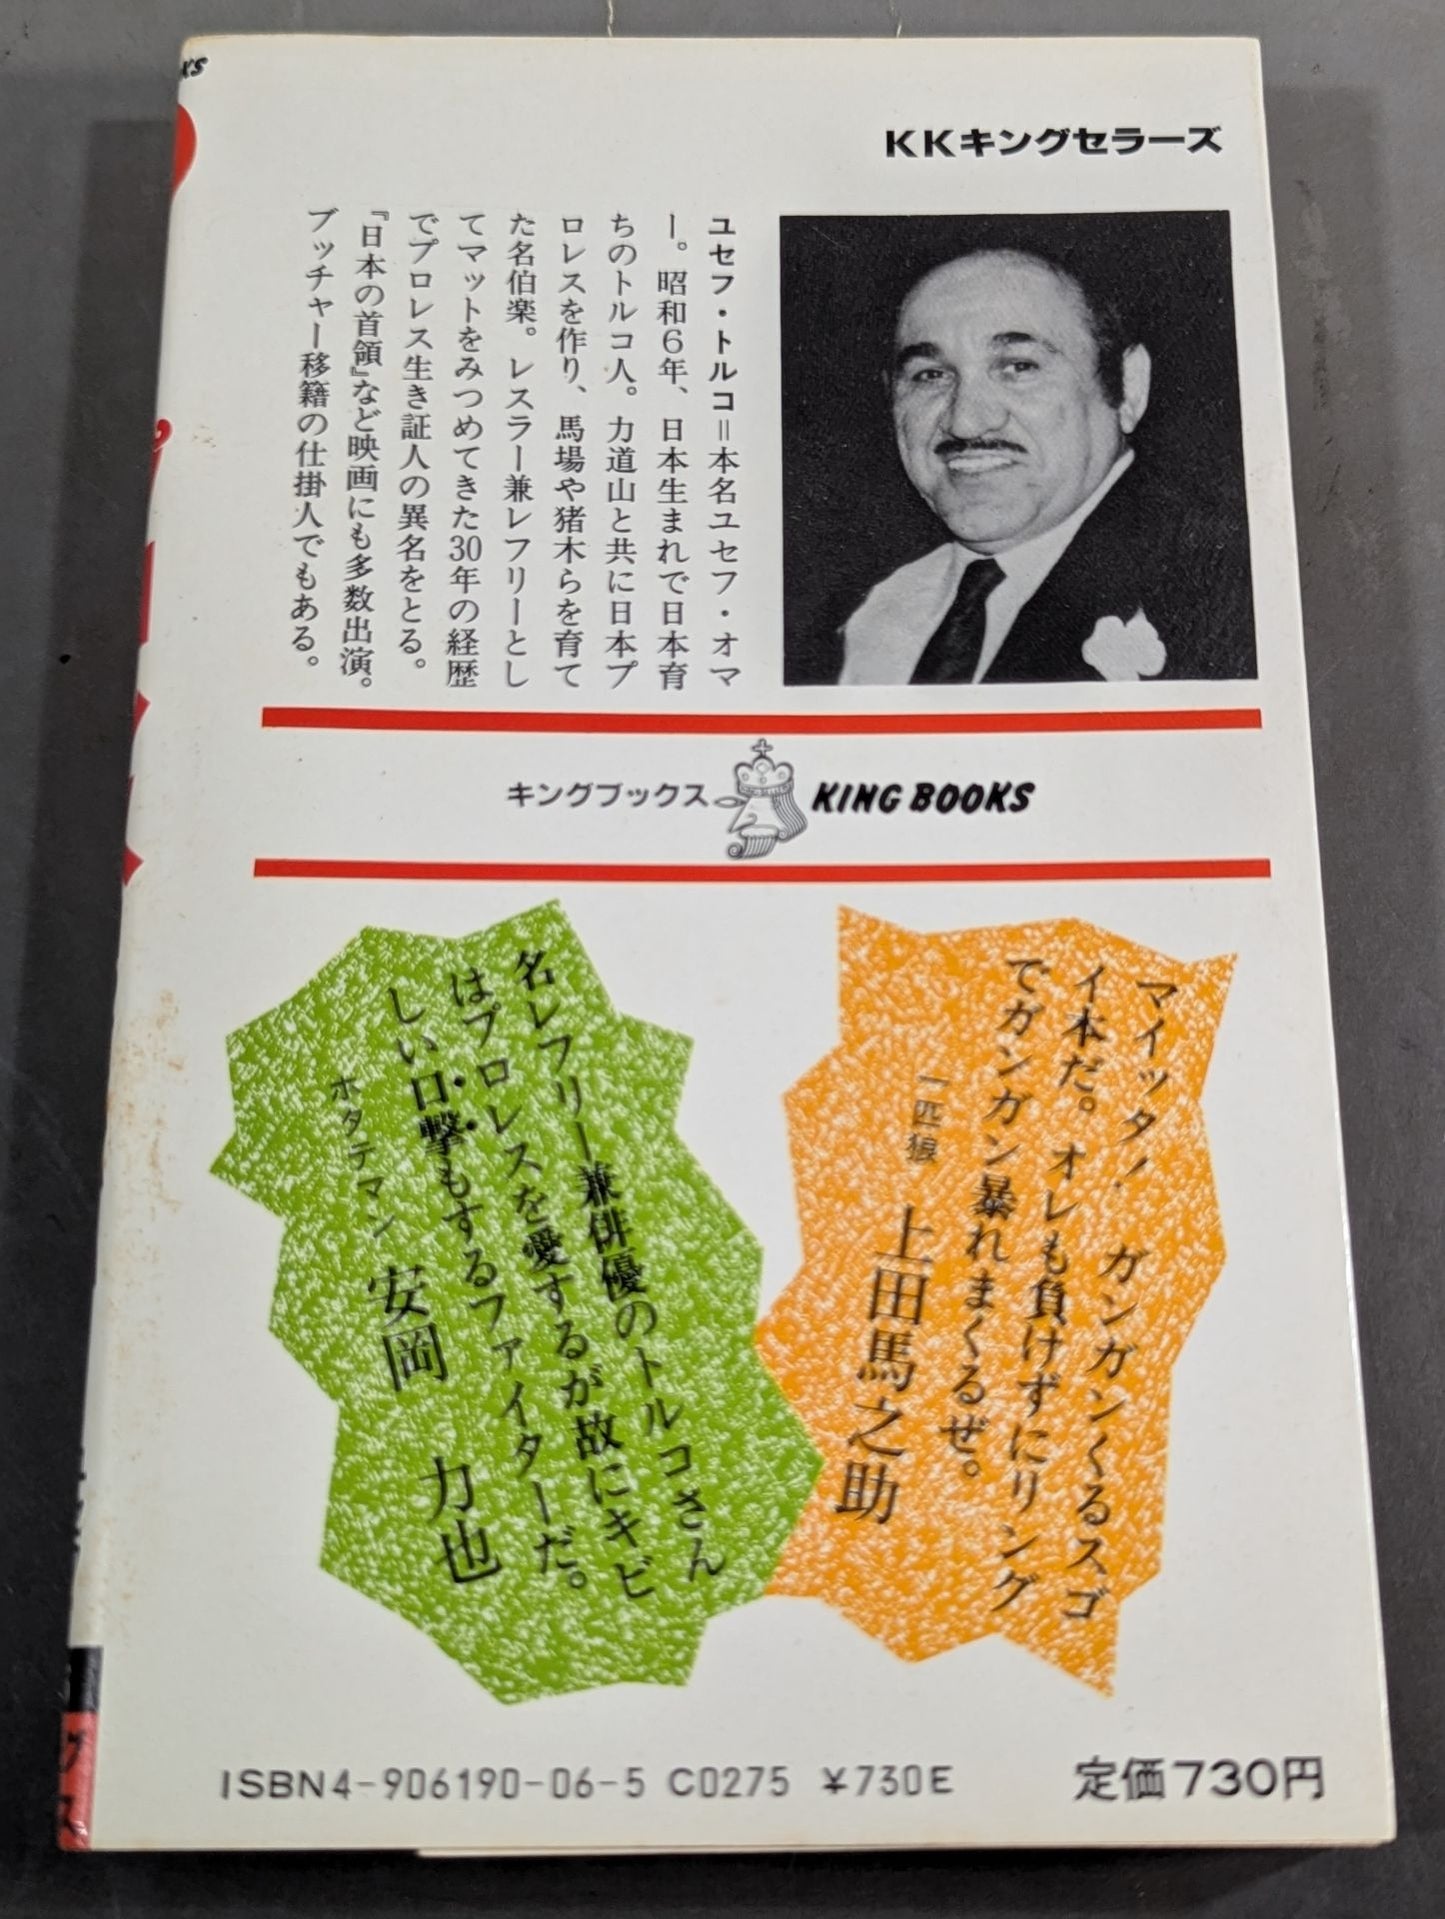 KKキングセラーズ
ユセフ・トルコ＝本名ユセフ・オマ
ー。昭和6年、日本生まれで日本育
ちのトルコ人。力道山と共に日本プ
ロレスを作り、馬場や猪木らを育て
た名伯楽。レスラー兼レフリーとし
てマットをみつめてきた30年の経歴
でプロレス生き証人の異名をとる。
『日本の首領』など映画にも多数出演。
ブッチャー移籍の仕掛人でもある。
キングブックス KING BOOKS
マイッタ！ガンガンくるスゴ
イ本だ。オレも負けずにリング
でガンガン暴れまくるぜ。
一匹狼 上田馬之助
名レフリー兼俳優のトルコさん
はプロレスを愛するが故にキビ
しい口撃もするファイターだ。
ホタテマン 安岡 力也
ISBN4-906190-06-5 C0275 ¥730E
定価730円